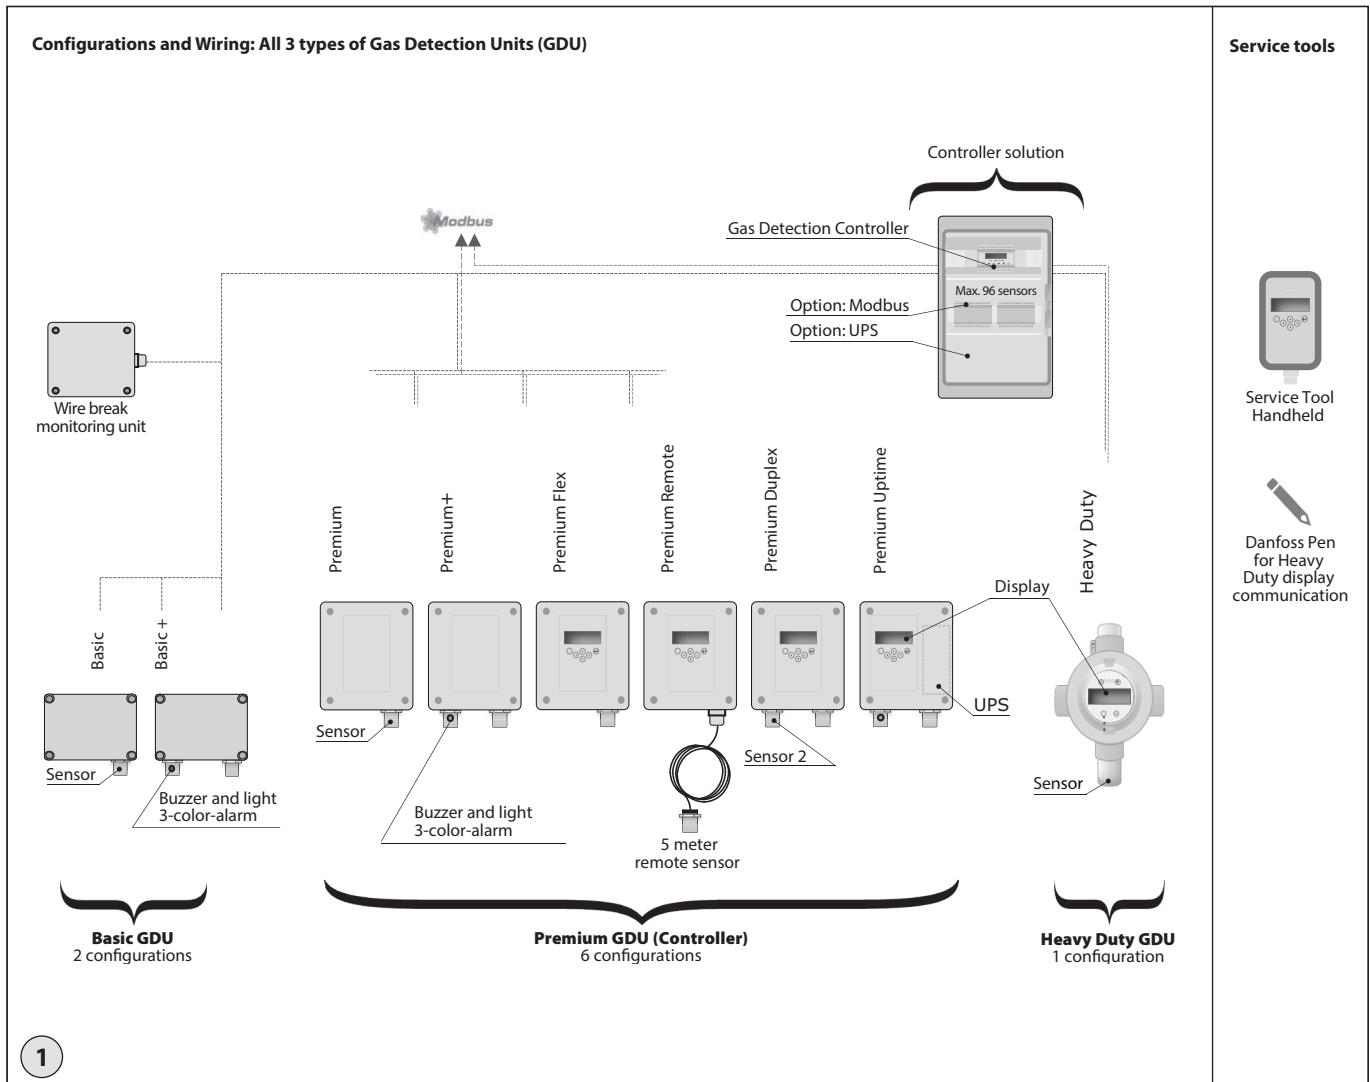 Configurations and Wiring: All 3 types of Gas Detection Units (GDU)
Service tools
Controller solution
Modbus
Gas Detection Controller
Max. 96 sensors
Option: Modbus
Option: UPS
Wire break
monitoring unit
Service Tool
Handheld
Danfoss Pen
for Heavy
Duty display
communication
Basic
Basic +
Premium
Premium+
Premium Flex
Premium Remote
Premium Duplex
Premium Uptime
Heavy Duty
Display
UPS
Sensor
Sensor 2
Sensor
Sensor
Buzzer and light
3-color-alarm
Buzzer and light
3-color-alarm
5 meter
remote sensor
Basic GDU
2 configurations
Premium GDU (Controller)
6 configurations
Heavy Duty GDU
1 configuration
1